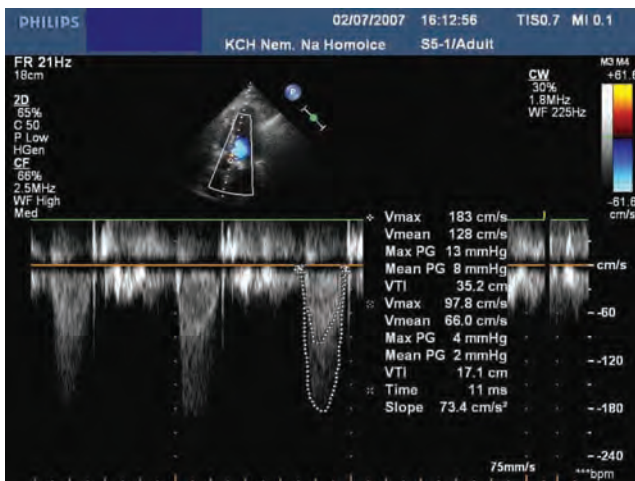 PHILIPS
02/07/2007 16:12:56 TIS0.7 MI 0.1
KCH Nem. Na Homolce S5-1/Adult
FR 21Hz
18cm
2D
65%
C 50
P Low
HGen
CF
66%
2.5MHz
WF High
Med
P
CW
30%
1.8MHz
WF 225Hz
M3 M4
+61.6
-61.6
cm/s
Vmax 183 cm/s
Vmean 128 cm/s
Max PG 13 mmHg
Mean PG 8 mmHg
VTI 35.2 cm
Vmax 97.8 cm/s
Vmean 66.0 cm/s
Max PG 4 mmHg
Mean PG 2 mmHg
VTI 17.1 cm
Time 11 ms
Slope 73.4 cm/s²
cm/s
-60
-120
-180
-240
75mm/s
***bpm